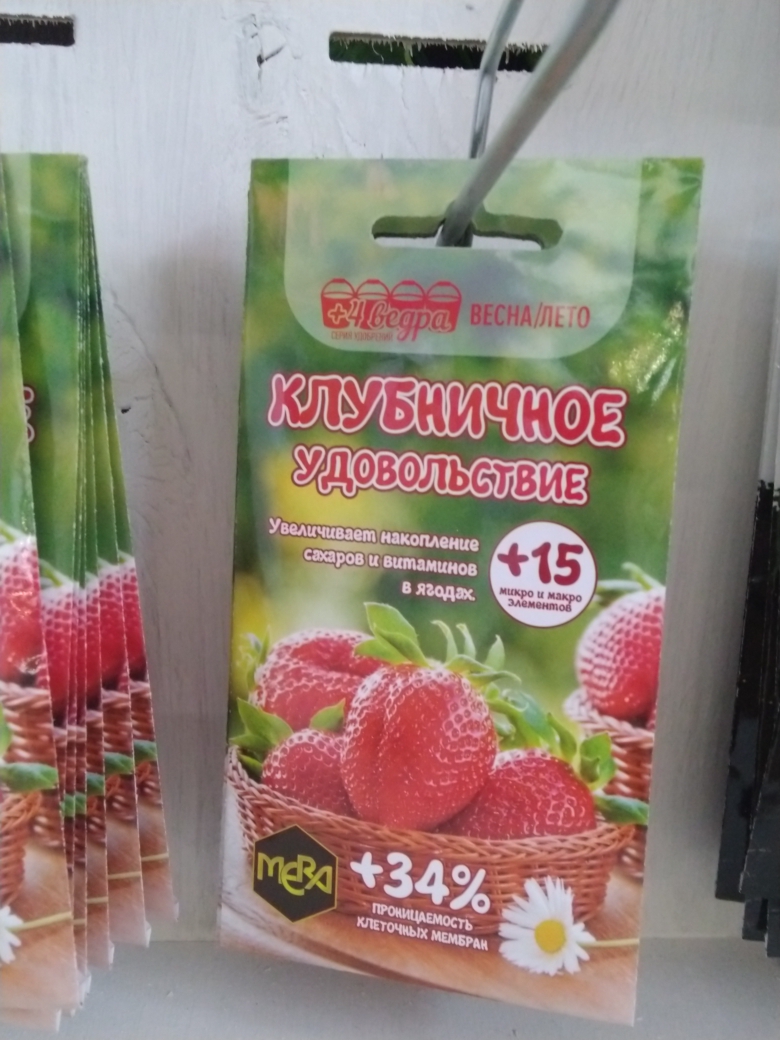 +4 ведра
СЕРИЯ УДОБРЕНИЙ
ВЕСНА/ЛЕТО
КЛУБНИЧНОЕ
УДОВОЛЬСТВИЕ
Увеличивает накопление
сахаров и витаминов
в ягодах.
+15
микро и макро
элементов
МЕРА
+34%
ПРОНИЦАЕМОСТЬ
КЛЕТОЧНЫХ МЕМБРАН